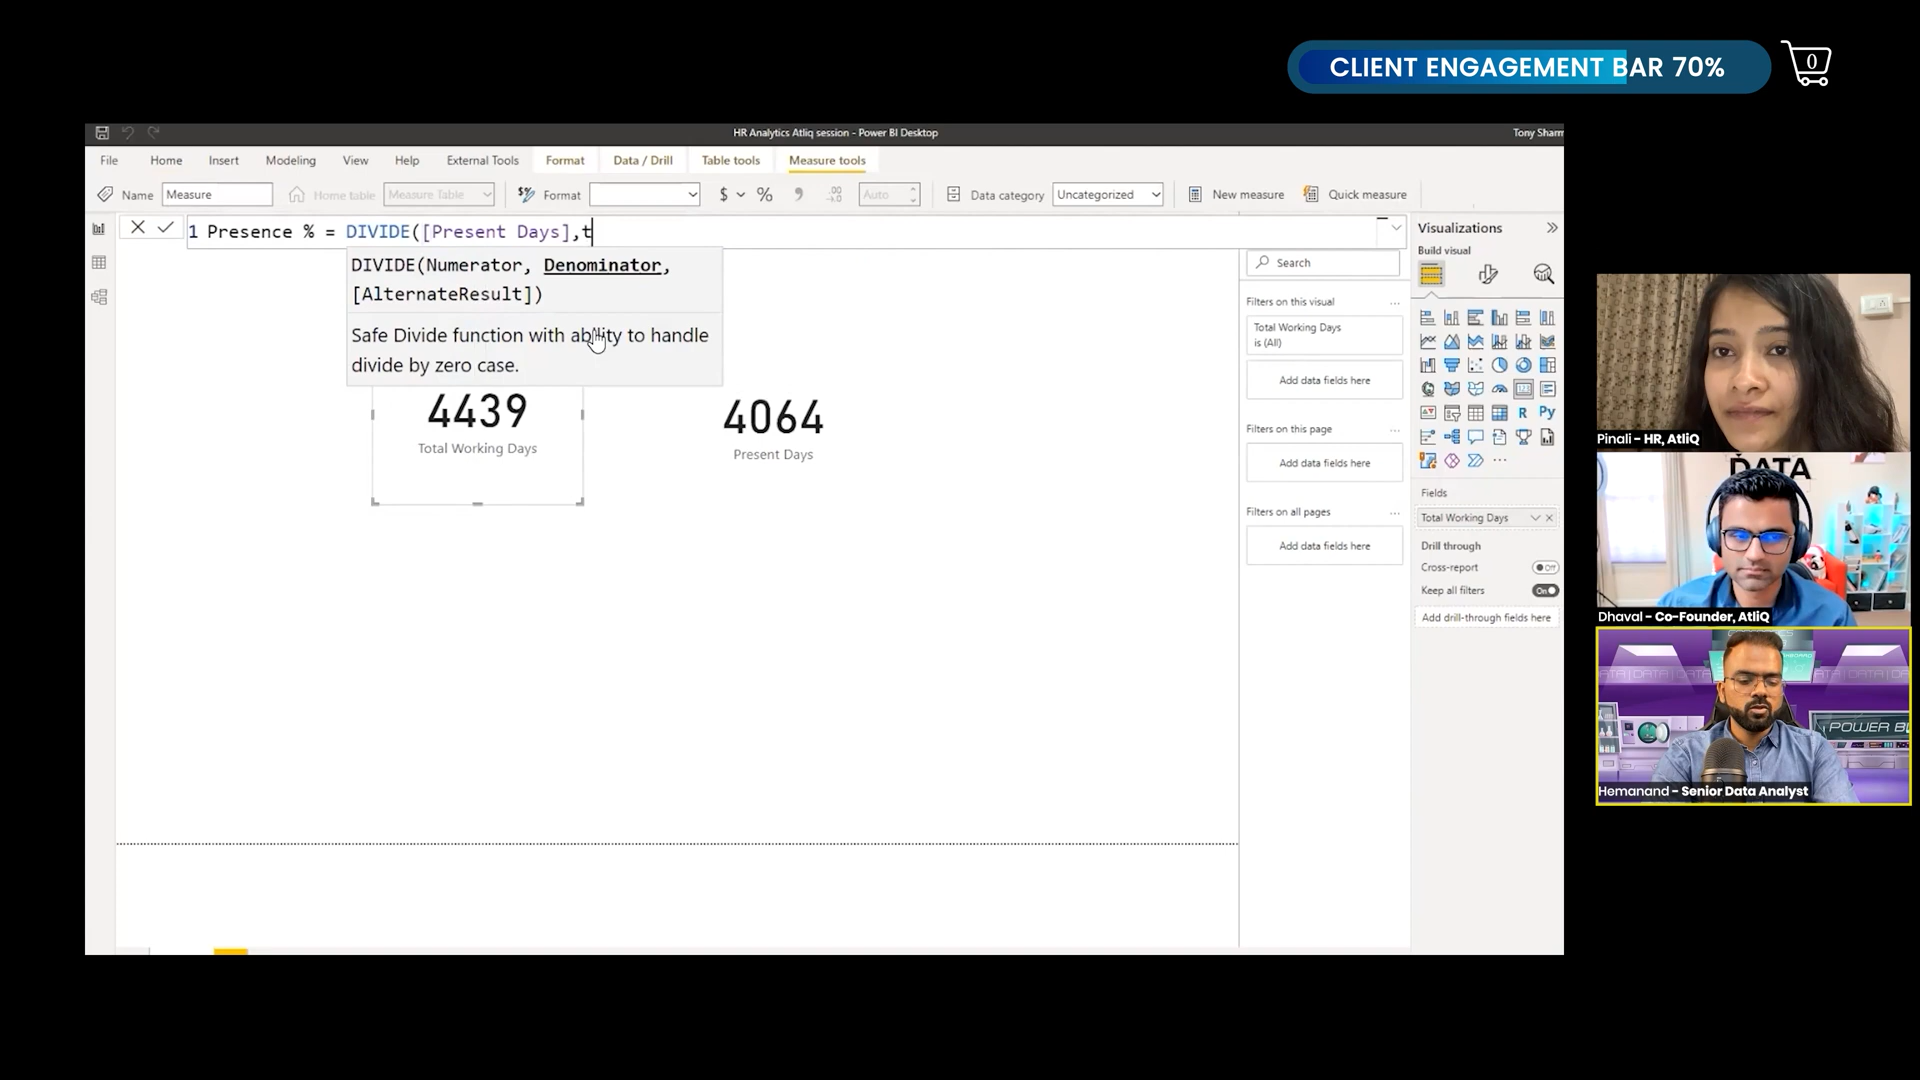 CLIENT ENGAGEMENT BAR 70%
0
HR Analytics Atliq session - Power BI Desktop
Tony Sharm
File Home Insert Modeling View Help External Tools Format Data / Drill Table tools Measure tools
Name Measure Home table Measure Table Format $ % Auto Data category Uncategorized New measure Quick measure
1 Presence % = DIVIDE([Present Days],t
DIVIDE(Numerator, Denominator,
[AlternateResult])
Safe Divide function with ability to handle
divide by zero case.
4439
Total Working Days
4064
Present Days
Search
Filters on this visual
Total Working Days
is (All)
Add data fields here
Filters on this page
Add data fields here
Filters on all pages
Add data fields here
Visualizations
Build visual
R Py
Fields
Total Working Days
Drill through
Cross-report Off
Keep all filters On
Add drill-through fields here
Pinali - HR, AtliQ
DATA
Dhaval - Co-Founder, AtliQ
POWER BI
Hemanand - Senior Data Analyst